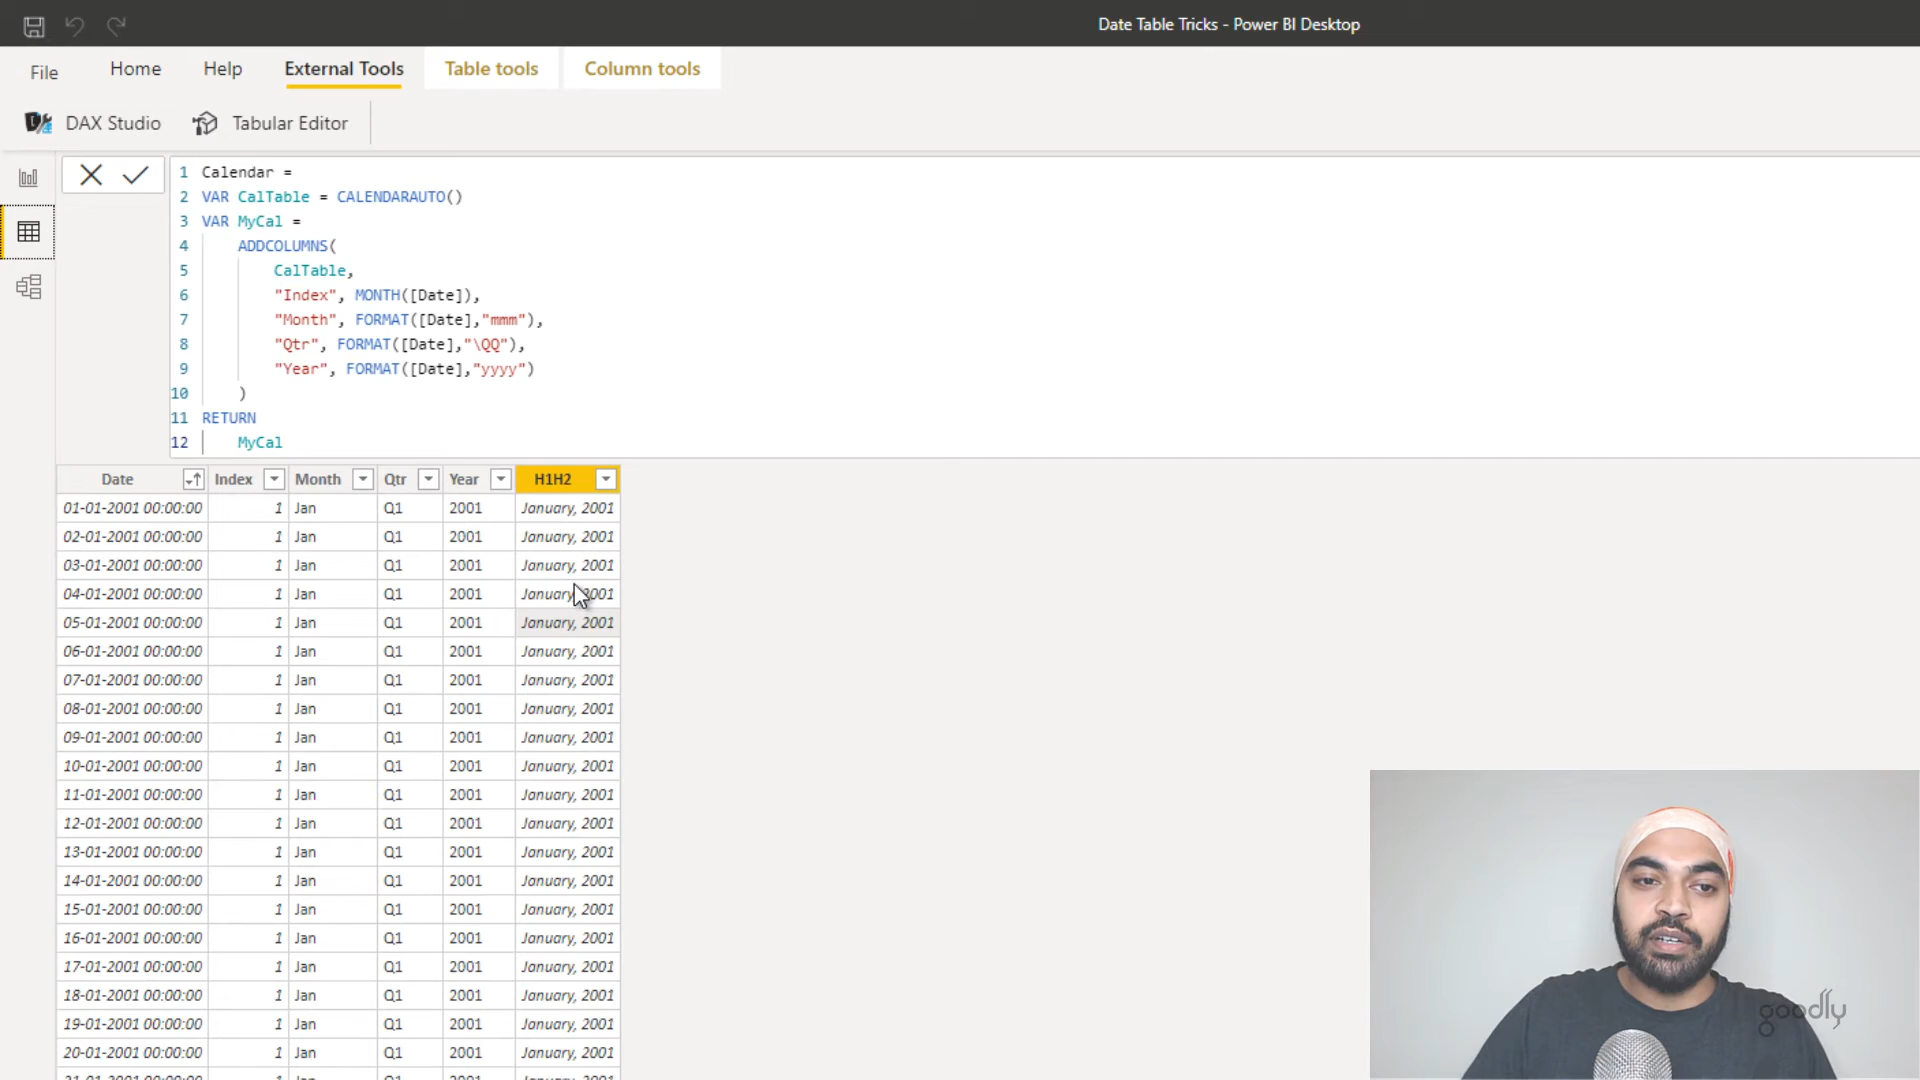 Date Table Tricks - Power BI Desktop
File Home Help External Tools Table tools Column tools
DAX Studio Tabular Editor
1 Calendar =
2 VAR CalTable = CALENDARAUTO()
3 VAR MyCal =
4 ADDCOLUMNS(
5 CalTable,
6 "Index", MONTH([Date]),
7 "Month", FORMAT([Date],"mmm"),
8 "Qtr", FORMAT([Date],"\QQ"),
9 "Year", FORMAT([Date],"yyyy")
10 )
11 RETURN
12 MyCal
Date Index Month Qtr Year H1H2
01-01-2001 00:00:00 1 Jan Q1 2001 January, 2001
02-01-2001 00:00:00 1 Jan Q1 2001 January, 2001
03-01-2001 00:00:00 1 Jan Q1 2001 January, 2001
04-01-2001 00:00:00 1 Jan Q1 2001 January, 2001
05-01-2001 00:00:00 1 Jan Q1 2001 January, 2001
06-01-2001 00:00:00 1 Jan Q1 2001 January, 2001
07-01-2001 00:00:00 1 Jan Q1 2001 January, 2001
08-01-2001 00:00:00 1 Jan Q1 2001 January, 2001
09-01-2001 00:00:00 1 Jan Q1 2001 January, 2001
10-01-2001 00:00:00 1 Jan Q1 2001 January, 2001
11-01-2001 00:00:00 1 Jan Q1 2001 January, 2001
12-01-2001 00:00:00 1 Jan Q1 2001 January, 2001
13-01-2001 00:00:00 1 Jan Q1 2001 January, 2001
14-01-2001 00:00:00 1 Jan Q1 2001 January, 2001
15-01-2001 00:00:00 1 Jan Q1 2001 January, 2001
16-01-2001 00:00:00 1 Jan Q1 2001 January, 2001
17-01-2001 00:00:00 1 Jan Q1 2001 January, 2001
18-01-2001 00:00:00 1 Jan Q1 2001 January, 2001
19-01-2001 00:00:00 1 Jan Q1 2001 January, 2001
20-01-2001 00:00:00 1 Jan Q1 2001 January, 2001
goodly